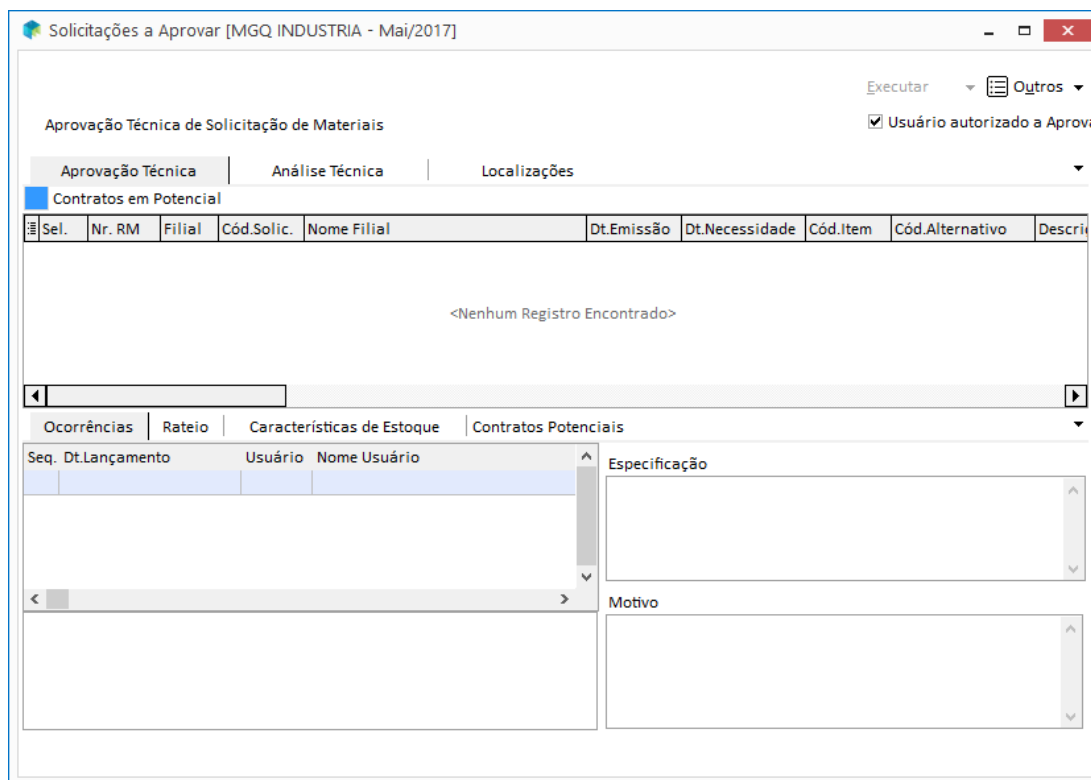 Solicitações a Aprovar [MGQ INDUSTRIA - Mai/2017]
Executar Outros
Aprovação Técnica de Solicitação de Materiais
Usuário autorizado a Aprova
Aprovação Técnica Análise Técnica Localizações
Contratos em Potencial
Sel. Nr. RM Filial Cód.Solic. Nome Filial Dt.Emissão Dt.Necessidade Cód.Item Cód.Alternativo Descriç
<Nenhum Registro Encontrado>
Ocorrências Rateio Características de Estoque Contratos Potenciais
Seq. Dt.Lançamento Usuário Nome Usuário
Especificação
Motivo